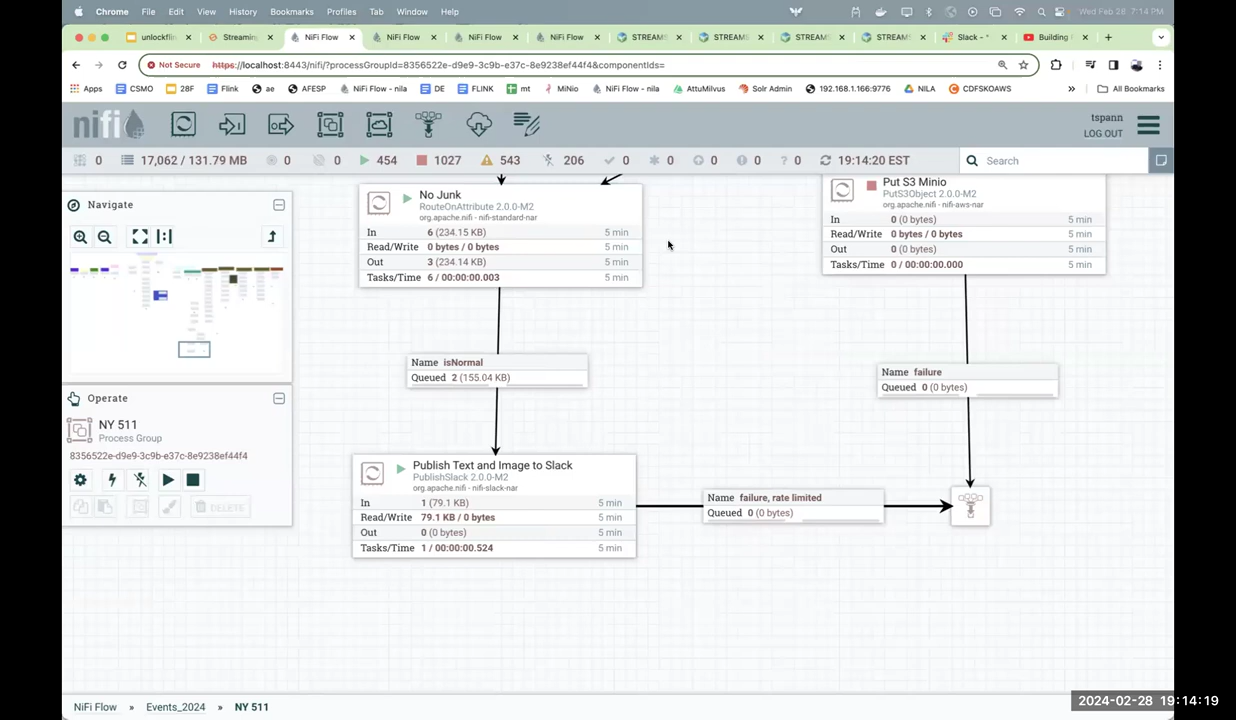 Chrome File Edit View History Bookmarks Profiles Tab Window Help Wed Feb 28 7:14 PM
unlockfli Streaming NiFi Flow NiFi Flow NiFi Flow NiFi Flow STREAMS STREAMS STREAMS STREAMS Slack - * Building
Not Secure https://localhost:8443/nifi/?processGroupId=8356522e-d9e9-3c9b-e37c-8e9238ef44f4&componentIds=
Apps CSMO 28F Flink ae AFESP NiFi Flow - nila DE FLINK mt MiNio NiFi Flow - nila AttuMilvus Solr Admin 192.168.1.166:9776 NILA CDFSKOAWS » All Bookmarks
nifi
tspann
LOG OUT
0 17,062 / 131.79 MB 0 0 454 1027 543 206 0 0 0 0 0 19:14:20 EST Search
Navigate
No Junk
RouteOnAttribute 2.0.0-M2
org.apache.nifi - nifi-standard-nar
In 6 (234.15 KB) 5 min
Read/Write 0 bytes / 0 bytes 5 min
Out 3 (234.14 KB) 5 min
Tasks/Time 6 / 00:00:00.003 5 min
Put S3 Minio
PutS3Object 2.0.0-M2
org.apache.nifi - nifi-aws-nar
In 0 (0 bytes) 5 min
Read/Write 0 bytes / 0 bytes 5 min
Out 0 (0 bytes) 5 min
Tasks/Time 0 / 00:00:00.000 5 min
Name isNormal
Queued 2 (155.04 KB)
Name failure
Queued 0 (0 bytes)
Operate
NY 511
Process Group
8356522e-d9e9-3c9b-e37c-8e9238ef44f4
DELETE
Publish Text and Image to Slack
PublishSlack 2.0.0-M2
org.apache.nifi - nifi-slack-nar
In 1 (79.1 KB) 5 min
Read/Write 79.1 KB / 0 bytes 5 min
Out 0 (0 bytes) 5 min
Tasks/Time 1 / 00:00:00.524 5 min
Name failure, rate limited
Queued 0 (0 bytes)
NiFi Flow » Events_2024 » NY 511
2024-02-28 19:14:19